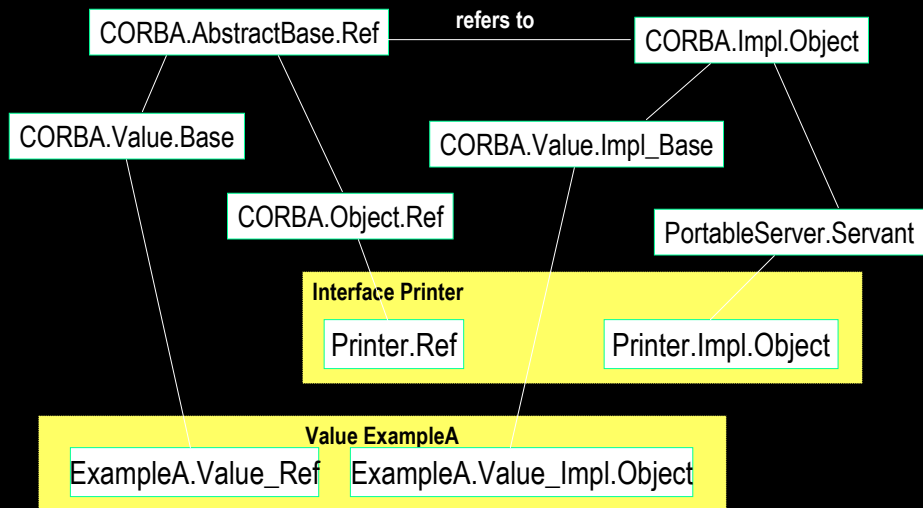 refers to
CORBA.AbstractBase.Ref
CORBA.Impl.Object
CORBA.Value.Base
CORBA.Value.Impl_Base
CORBA.Object.Ref
PortableServer.Servant
Interface Printer
Printer.Ref
Printer.Impl.Object
Value ExampleA
ExampleA.Value_Ref
ExampleA.Value_Impl.Object